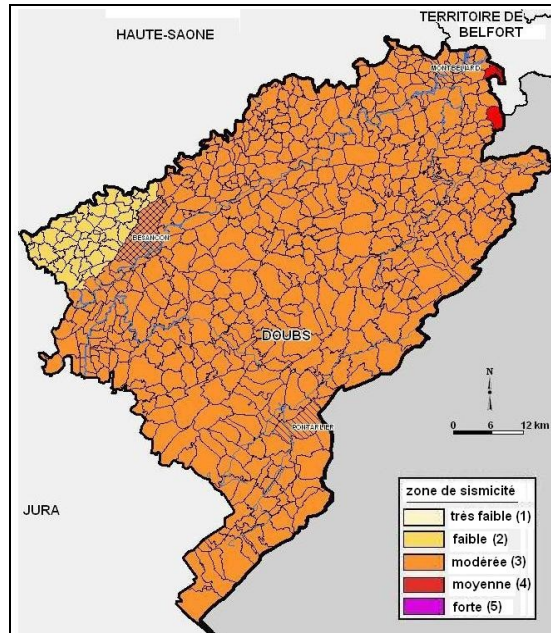 TERRITOIRE DE
BELFORT
HAUTE-SAONE
MONTBELIARD
BESANCON
DOUBS
PONTARLIER
N
0 6 12 km
JURA
zone de sismicité
très faible (1)
faible (2)
modérée (3)
moyenne (4)
forte (5)